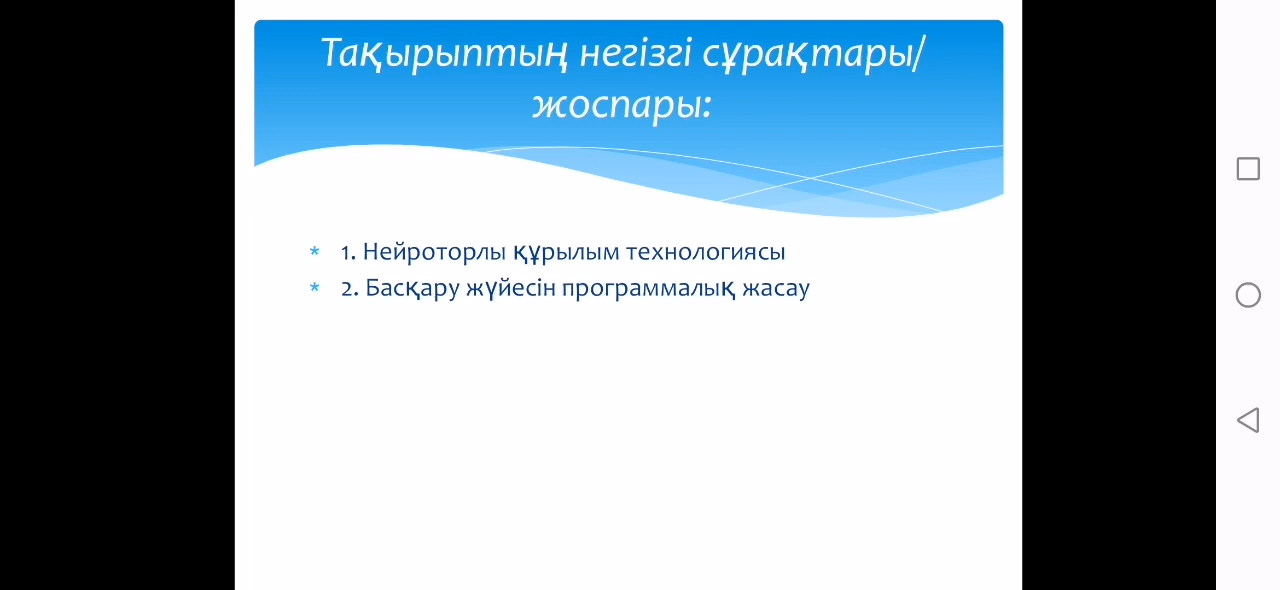 Тақырыптың негізгі сұрақтары/
жоспары:
* 1. Нейроторлы құрылым технологиясы
* 2. Басқару жүйесін программалық жасау